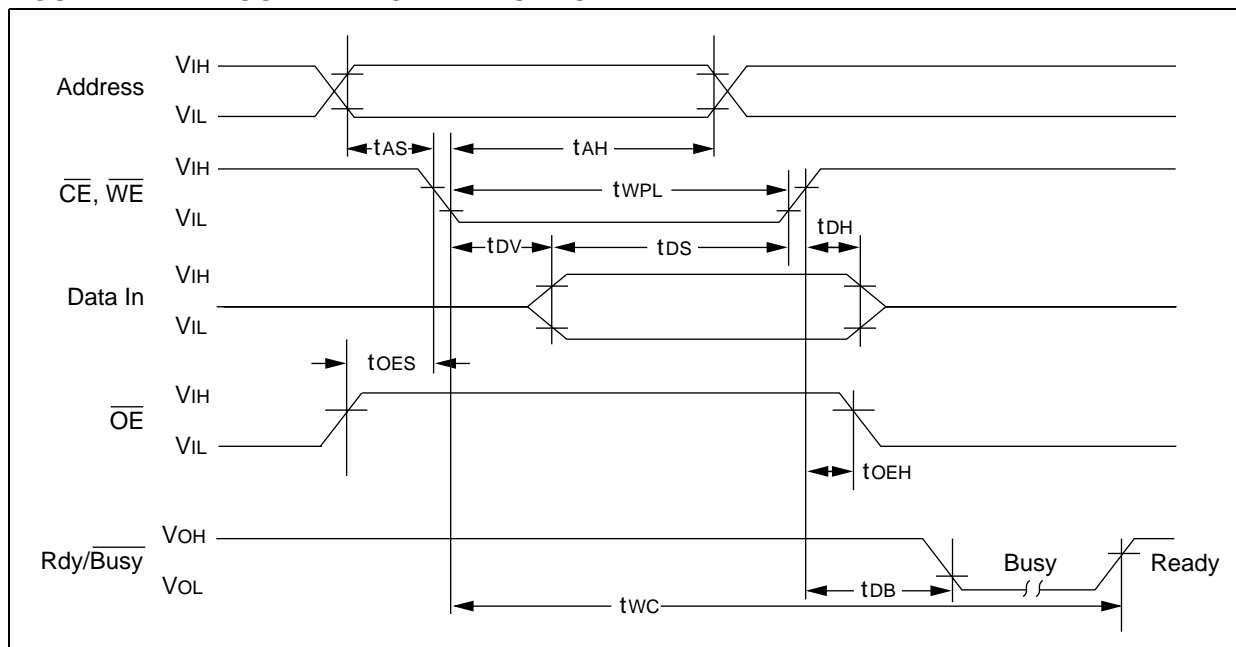 Address VIH
VIL
tAS tAH
CE, WE VIH
VIL
tWPL
tDH
tDV tDS
Data In VIH
VIL
tOES
OE VIH
VIL
tOEH
Rdy/Busy VOH
VOL
Busy Ready
tDB
tWC